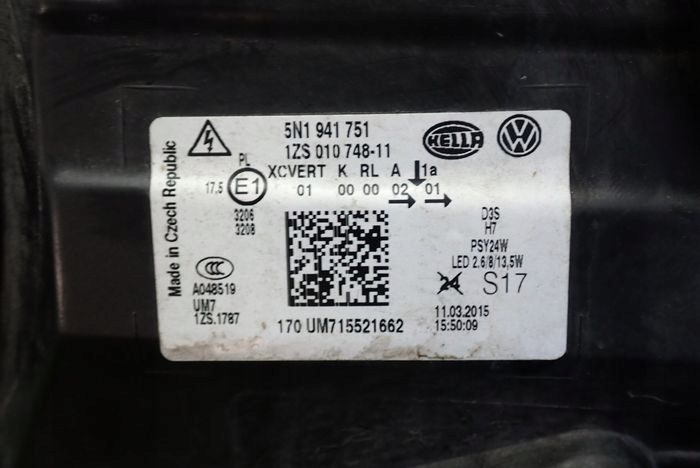 Made in Czech Republic
5N1 941 751
1ZS 010 748-11
HELLA
VW
PL
XCVERT K RL A 1a
17.5 E1 01 00 00 02 01
3206
3208
CCC
A048519
UM7
1ZS.1787
170 UM715521662
D3S
H7
PSY24W
LED 2,6/8/13,5W
24 S17
11.03.2015
15:50:09